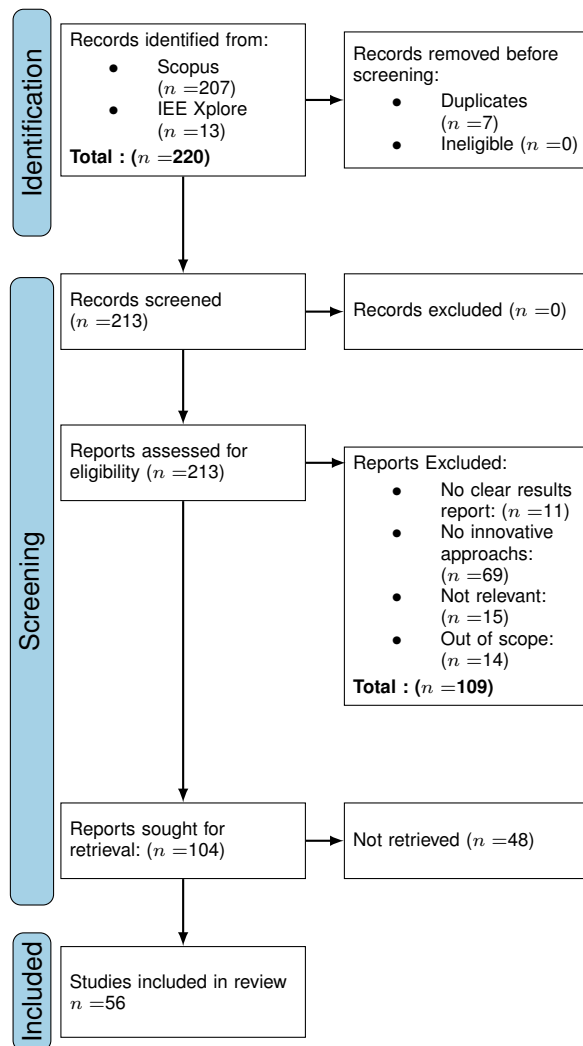 Identification
Records identified from:
● Scopus
(n =207)
● IEE Xplore
(n =13)
Total : (n =220)
Records removed before
screening:
● Duplicates
(n =7)
● Ineligible (n =0)
Screening
Records screened
(n =213)
Records excluded (n =0)
Reports assessed for
eligibility (n =213)
Reports Excluded:
● No clear results
report: (n =11)
● No innovative
approachs:
(n =69)
● Not relevant:
(n =15)
● Out of scope:
(n =14)
Total : (n =109)
Reports sought for
retrieval: (n =104)
Not retrieved (n =48)
Included
Studies included in review
n =56